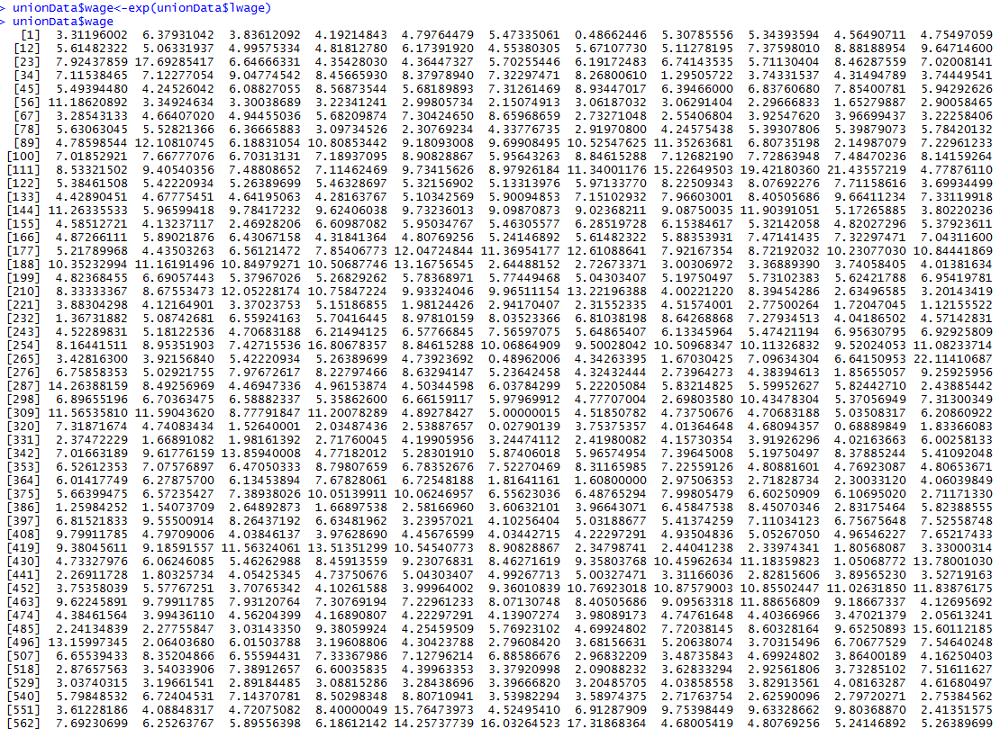 > unionData$wage<-exp(unionData$lwage)
> unionData$wage
[1] 3.31196002 6.37931042 3.83612092 4.19214843 4.79764479 5.47335061 0.48662446 5.30785556 5.34393594 4.56490711 4.75497059
[12] 5.61482322 5.06331937 4.99575334 4.81812780 6.17391920 4.55380305 5.67107730 5.11278195 7.37598010 8.88188954 9.64714600
[23] 7.92437859 17.69285417 6.64666331 4.35428030 4.36447327 5.70255446 6.19172483 6.74143535 5.71130404 8.46287559 7.02008141
[34] 7.11538465 7.12277054 9.04774542 8.45665930 8.37978940 7.32297471 8.26800610 1.29505722 3.74331537 4.31494789 3.74449541
[45] 5.49394480 4.24526042 6.08827055 8.56873544 5.68189893 7.31261469 8.93447017 6.39466000 6.83760680 7.85400781 5.94292626
[56] 11.18620892 3.34924634 3.30038689 3.22341241 2.99805734 2.15074913 3.06187032 3.06291404 2.29666833 1.65279887 2.90058465
[67] 3.28543133 4.66407020 4.94455036 5.68209874 7.30424650 8.65968659 2.73271048 2.55406804 3.92547620 3.96699437 3.22258406
[78] 5.63063045 5.52821366 6.36665883 3.09734526 2.30769234 4.33776735 2.91970800 4.24575438 5.39307806 5.39879073 5.78420132
[89] 4.78598544 12.10810745 6.18831054 10.80853442 9.18093008 9.69908495 10.52547625 11.35263681 6.80735198 2.14987079 7.22961233
[100] 7.01852921 7.66777076 6.70313131 7.18937095 8.90828867 5.95643263 8.84615288 7.12682190 7.72863948 7.48470236 8.14159264
[111] 8.53321502 9.40540356 7.48808652 7.11462469 9.73415626 8.97926184 11.34001176 15.22649503 19.42180360 21.43557219 4.77876110
[122] 5.38461508 5.42220934 5.26389699 5.46328697 5.32156902 5.13313976 5.97133770 8.22509343 8.07692276 7.71158616 3.69934499
[133] 4.42890451 4.67775451 4.64195063 4.28163767 5.10342569 5.90094853 7.15102932 7.96603001 8.40505686 9.66411234 7.33119918
[144] 11.26335533 5.96599418 9.78417232 9.62406038 9.73236013 9.09870873 9.02368211 9.08750035 11.90391051 5.17265885 3.80220236
[155] 4.58512721 4.13237117 2.46928206 6.60987082 5.95034767 5.46305577 6.28519728 6.15384617 5.32142058 4.82027296 5.37923611
[166] 4.87266111 5.89021876 6.43067158 4.31841364 4.80769256 5.24146892 5.61482322 5.88353931 7.47141435 7.32297471 7.04311600
[177] 5.21789968 4.43503263 6.56121472 7.85406773 12.04724844 11.36954177 12.61088641 7.92167354 8.72192032 10.23077030 10.84441869
[188] 10.35232994 11.16191496 10.84979271 10.50687746 13.16756545 2.64488152 2.72673371 3.00306972 3.36889390 3.74058405 4.01381634
[199] 4.82368455 6.69057443 5.37967026 5.26829262 5.78368971 5.77449468 5.04303407 5.19750497 5.73102383 5.62421788 6.95419781
[210] 8.33333367 8.67553473 12.05228174 10.75847224 9.93324046 9.96511154 13.22196388 4.00221220 8.39454286 2.63496585 3.20143419
[221] 3.88304298 4.12164901 3.37023753 5.15186855 1.98124426 2.94170407 2.31552335 4.51574001 2.77500264 1.72047045 1.12155522
[232] 1.36731882 5.08742681 6.55924163 5.70416445 8.97810159 8.03523366 6.81038198 8.64268868 7.27934513 4.04186502 4.57142831
[243] 4.52289831 5.18122536 4.70683188 6.21494125 6.57766845 7.56597075 5.64865407 6.13345964 5.47421194 6.95630795 6.92925809
[254] 8.16441511 8.95351903 7.42715536 16.80678357 8.84615288 10.06864909 9.50028042 10.50968347 10.11326832 9.52024053 11.08233714
[265] 3.42816300 3.92156840 5.42220934 5.26389699 4.73923692 0.48962006 4.34263395 1.67030425 7.09634304 6.64150953 22.11410687
[276] 6.75858353 5.02921755 7.97672617 8.22797466 8.63294147 5.23642458 4.32432444 2.73964273 4.38394613 1.85655057 9.25925956
[287] 14.26388159 8.49256969 4.46947336 4.96153874 4.50344598 6.03784299 5.22205084 5.83214825 5.59952627 5.82442710 2.43885442
[298] 6.89655196 6.70363475 6.58882337 5.35862600 6.66159117 5.97969912 4.77707004 2.69803580 10.43478304 5.37056949 7.31300349
[309] 11.56535810 11.59043620 8.77791847 11.20078289 4.89278427 5.00000015 4.51850782 4.73750676 4.70683188 5.03508317 6.20860922
[320] 7.31871674 4.74083434 1.52640001 2.03487436 2.53887657 0.02790139 3.75375357 4.01364648 4.68094357 0.68889849 1.83366083
[331] 2.37472229 1.66891082 1.98161392 2.71760045 4.19905956 3.24474112 2.41980082 4.15730354 3.91926296 4.02163663 6.00258133
[342] 7.01663189 9.61776159 13.85940008 4.77182012 5.28301910 5.87406018 5.96574954 7.39645008 5.19750497 8.37885244 5.41092048
[353] 6.52612353 7.07576897 6.47050333 8.79807659 6.78352676 7.52270469 8.31165985 7.22559126 4.80881601 4.76923087 4.80653671
[364] 6.01417749 6.27875700 6.13453894 7.67828061 6.72548188 1.81641161 1.60800000 2.97506353 2.71828734 2.30033120 4.06039849
[375] 5.66399475 6.57235427 7.38938026 10.05139911 10.06246957 6.55623036 6.48765294 7.99805479 6.60250909 6.10695020 2.71171330
[386] 1.25984252 1.54073709 2.64892873 1.66897538 2.58166960 3.60632101 3.96643071 6.45847538 8.45070346 2.83175464 5.82388555
[397] 6.81521833 9.55500914 8.26437192 6.63481962 3.23957021 4.10256404 5.03188677 5.41374259 7.11034123 6.75675648 7.52558748
[408] 9.79911785 4.79709006 4.03846137 3.97628690 4.45676599 4.03442715 4.22297291 4.93504836 5.05267050 4.96546227 7.65217433
[419] 9.38045611 9.18591557 11.56324061 13.51351299 10.54540773 8.90828867 2.34798741 2.44041238 2.33974341 1.80568087 3.33000314
[430] 4.73327976 6.06246085 5.46262988 8.45913559 9.23076831 8.46271619 9.35803768 10.45962634 11.18359823 1.05068772 13.78001030
[441] 2.26911728 1.80325734 4.05425345 4.73750676 5.04303407 4.99267713 5.00327471 3.31166036 2.82815606 3.89565230 3.52719163
[452] 3.75358039 5.57767251 3.70765342 4.10261588 3.99964002 9.36010839 10.76923018 10.87579003 10.85502447 11.02631850 11.83876175
[463] 9.62245891 9.79911785 7.93120764 7.30769194 7.22961233 8.07130748 8.40505686 9.09563318 11.88656809 9.18667337 4.12695692
[474] 4.38461564 3.99436110 4.56204399 4.16890807 4.22297291 4.13907274 3.98089173 4.74761648 4.40366966 3.47021379 2.05613241
[485] 2.24134839 2.27755847 3.03143350 9.38059924 4.25459509 5.76923102 4.69924802 7.72038145 8.60328164 9.65250893 15.60112185
[496] 13.15997345 2.06403680 6.01503788 3.19608806 4.30423788 2.79608420 3.68156631 5.20638074 3.70315496 6.70677529 7.54640248
[507] 6.65539433 8.35204866 6.55594431 7.33367986 7.12796214 6.88586676 2.96832209 3.48735843 4.69924802 3.86400189 4.16250403
[518] 2.87657563 3.54033906 7.38912657 6.60035835 4.39963353 3.37920998 2.09088232 3.62833294 2.92561806 3.73285102 7.51611627
[529] 3.03740315 3.19661541 2.89184485 3.08815286 3.28438696 3.39666820 3.20485705 4.03858558 3.82913561 4.08163287 4.61680497
[540] 5.79848532 6.72404531 7.14370781 8.50298348 8.80710941 3.53982294 3.58974375 2.71763754 2.62590096 2.79720271 2.75384562
[551] 3.61228186 4.08848317 4.72075082 8.40000049 15.76473973 4.52495410 6.91287909 9.75398449 9.63328662 9.80368870 2.41351575
[562] 7.69230699 6.25263767 5.89556398 6.18612142 14.25737739 16.03264523 17.31868364 4.68005419 4.80769256 5.24146892 5.26389699